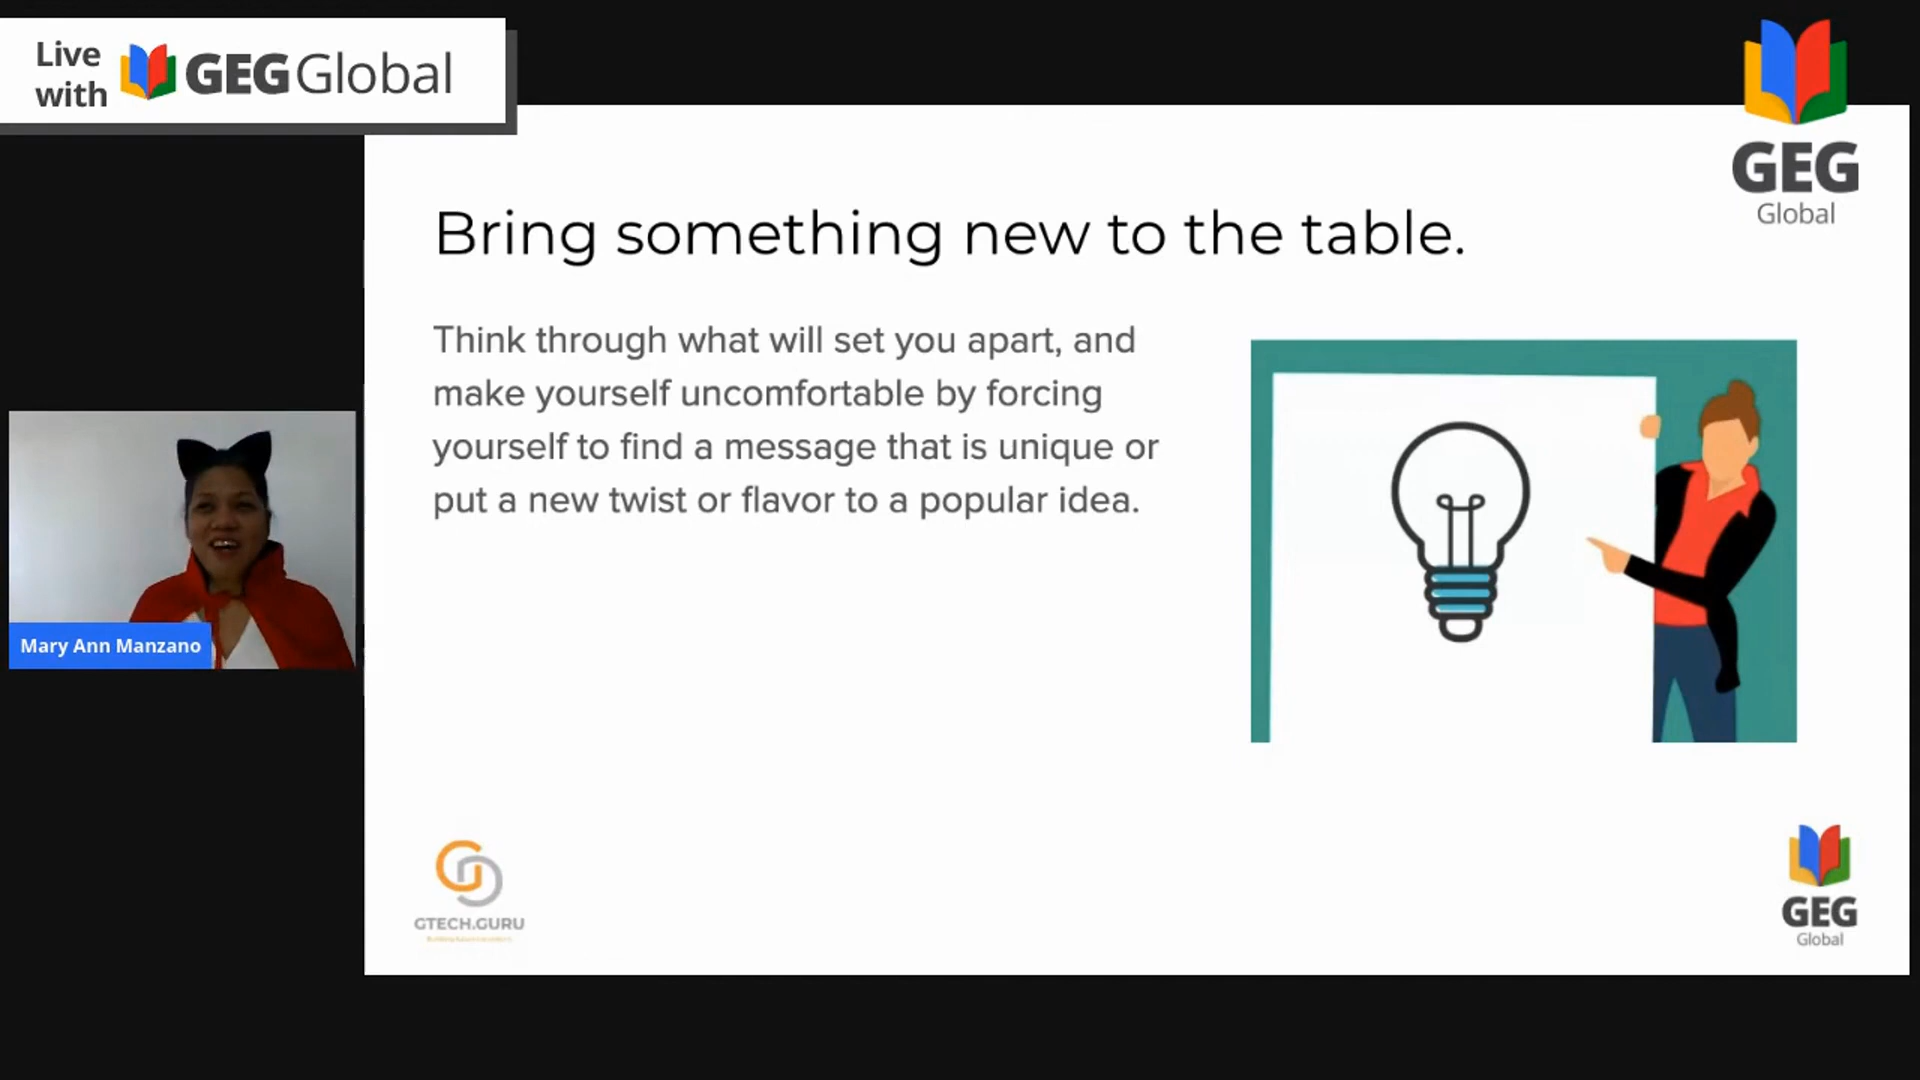 Live
with
GEG Global
GEG
Global
Bring something new to the table.
Think through what will set you apart, and
make yourself uncomfortable by forcing
yourself to find a message that is unique or
put a new twist or flavor to a popular idea.
Mary Ann Manzano
GTECH.GURU
GEG
Global